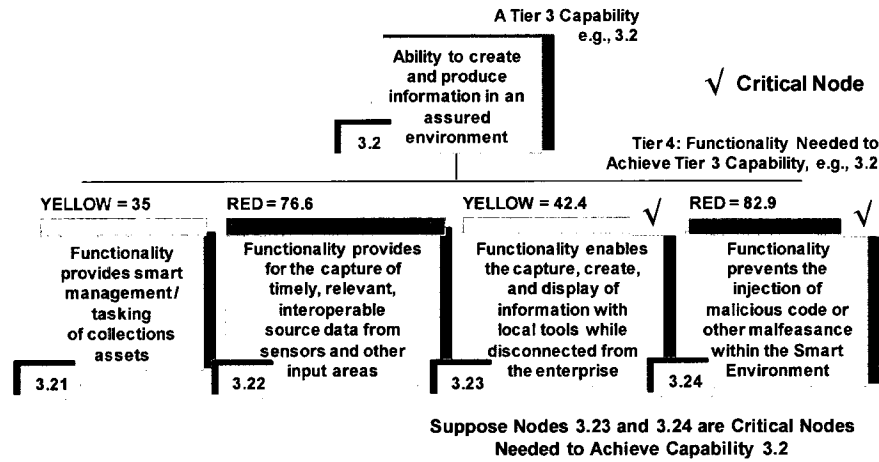 A Tier 3 Capability
e.g., 3.2
Ability to create
and produce
information in an
assured
environment
3.2
√ Critical Node
Tier 4: Functionality Needed to
Achieve Tier 3 Capability, e.g., 3.2
YELLOW = 35
Functionality
provides smart
management/
tasking
of collections
assets
3.21
RED = 76.6
Functionality provides
for the capture of
timely, relevant,
interoperable
source data from
sensors and other
input areas
3.22
YELLOW = 42.4 √
Functionality enables
the capture, create,
and display of
information with
local tools while
disconnected from
the enterprise
3.23
RED = 82.9 √
Functionality
prevents the
injection of
malicious code or
other malfeasance
within the Smart
Environment
3.24
Suppose Nodes 3.23 and 3.24 are Critical Nodes
Needed to Achieve Capability 3.2